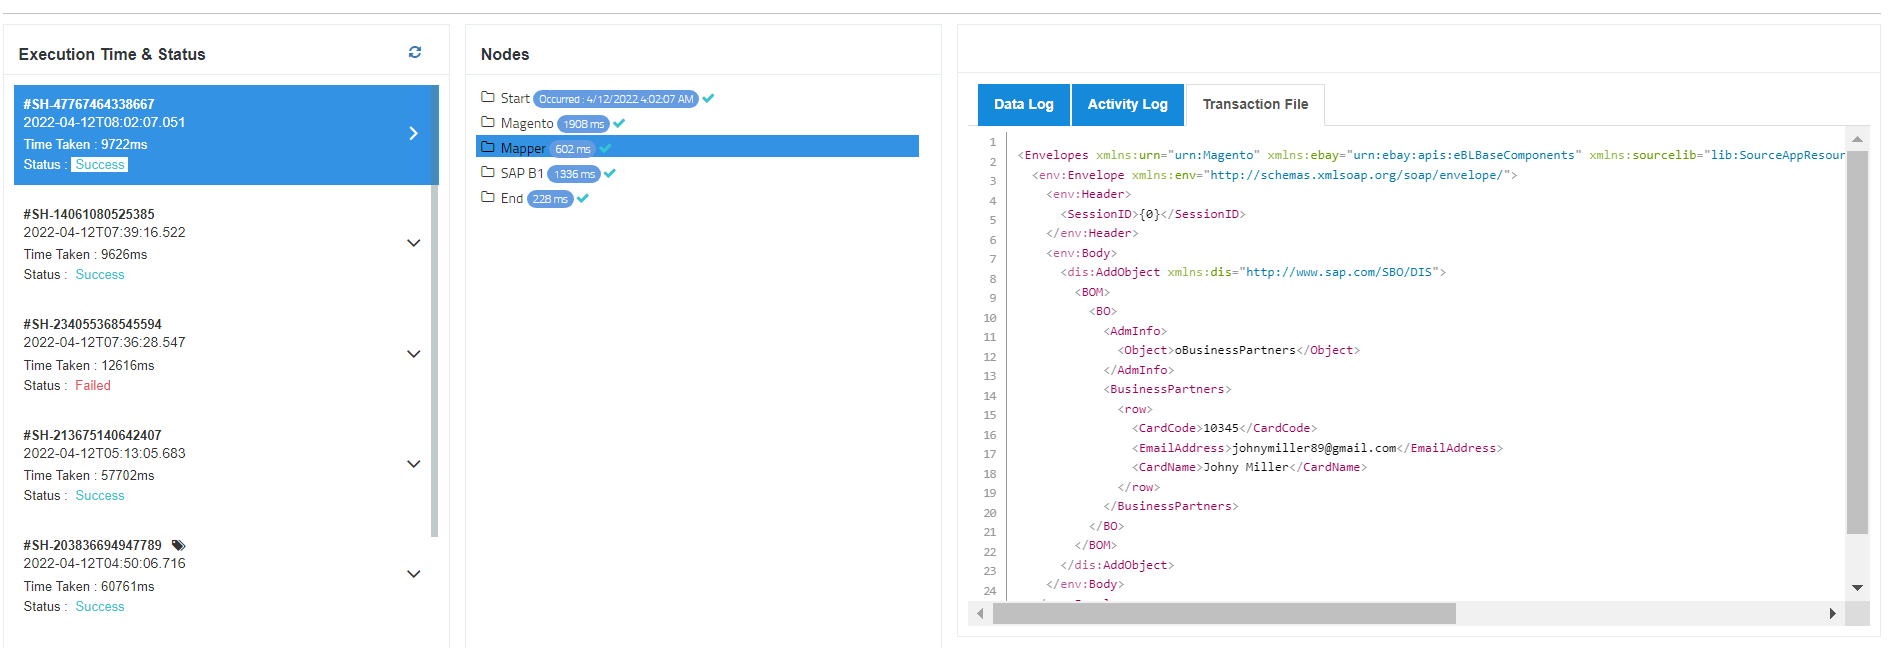 Execution Time & Status
#SH-47767464338667
2022-04-12T08:02:07.051
Time Taken : 9722ms
Status : Success
#SH-14061080525385
2022-04-12T07:39:16.522
Time Taken : 9626ms
Status : Success
#SH-234055368545594
2022-04-12T07:36:28.547
Time Taken : 12616ms
Status : Failed
#SH-213675140642407
2022-04-12T05:13:05.683
Time Taken : 57702ms
Status : Success
#SH-203836694947789
2022-04-12T04:50:06.716
Time Taken : 60761ms
Status : Success
Nodes
Start Occurred : 4/12/2022 4:02:07 AM
Magento 1908 ms
Mapper 602 ms
SAP B1 1336 ms
End 228 ms
Data Log Activity Log Transaction File
1
2 <Envelopes xmlns:urn="urn:Magento" xmlns:ebay="urn:ebay:apis:eBLBaseComponents" xmlns:sourcelib="lib:SourceAppResour
3 <env:Envelope xmlns:env="http://schemas.xmlsoap.org/soap/envelope/">
4 <env:Header>
5 <SessionID>{0}</SessionID>
6 </env:Header>
7 <env:Body>
8 <dis:AddObject xmlns:dis="http://www.sap.com/SBO/DIS">
9 <BOM>
10 <BO>
11 <AdmInfo>
12 <Object>oBusinessPartners</Object>
13 </AdmInfo>
14 <BusinessPartners>
15 <row>
16 <CardCode>10345</CardCode>
17 <EmailAddress>johnymiller89@gmail.com</EmailAddress>
18 <CardName>Johny Miller</CardName>
19 </row>
20 </BusinessPartners>
21 </BO>
22 </BOM>
23 </dis:AddObject>
24 </env:Body>